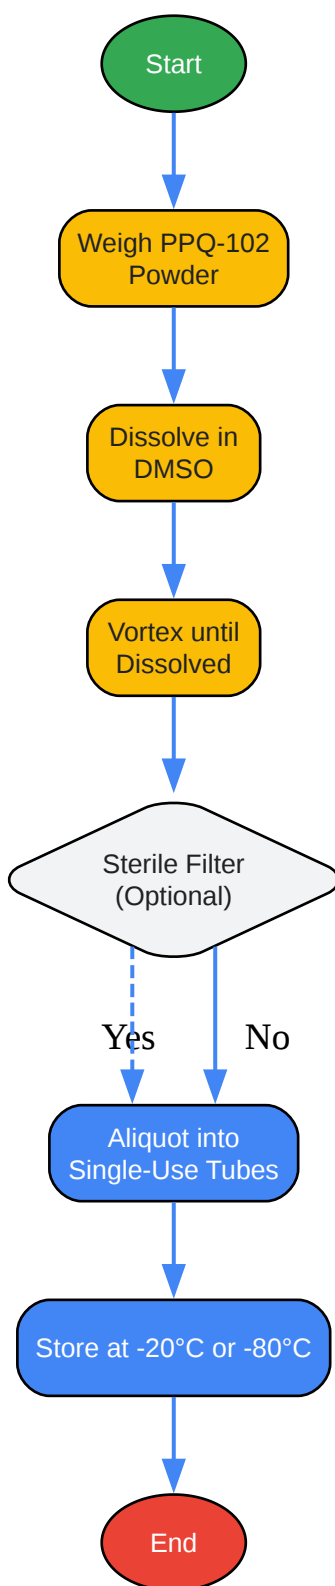 Start
Weigh PPQ-102
Powder
Dissolve in
DMSO
Vortex until
Dissolved
Sterile Filter
(Optional)
Yes
No
Aliquot into
Single-Use Tubes
Store at -20°C or -80°C
End